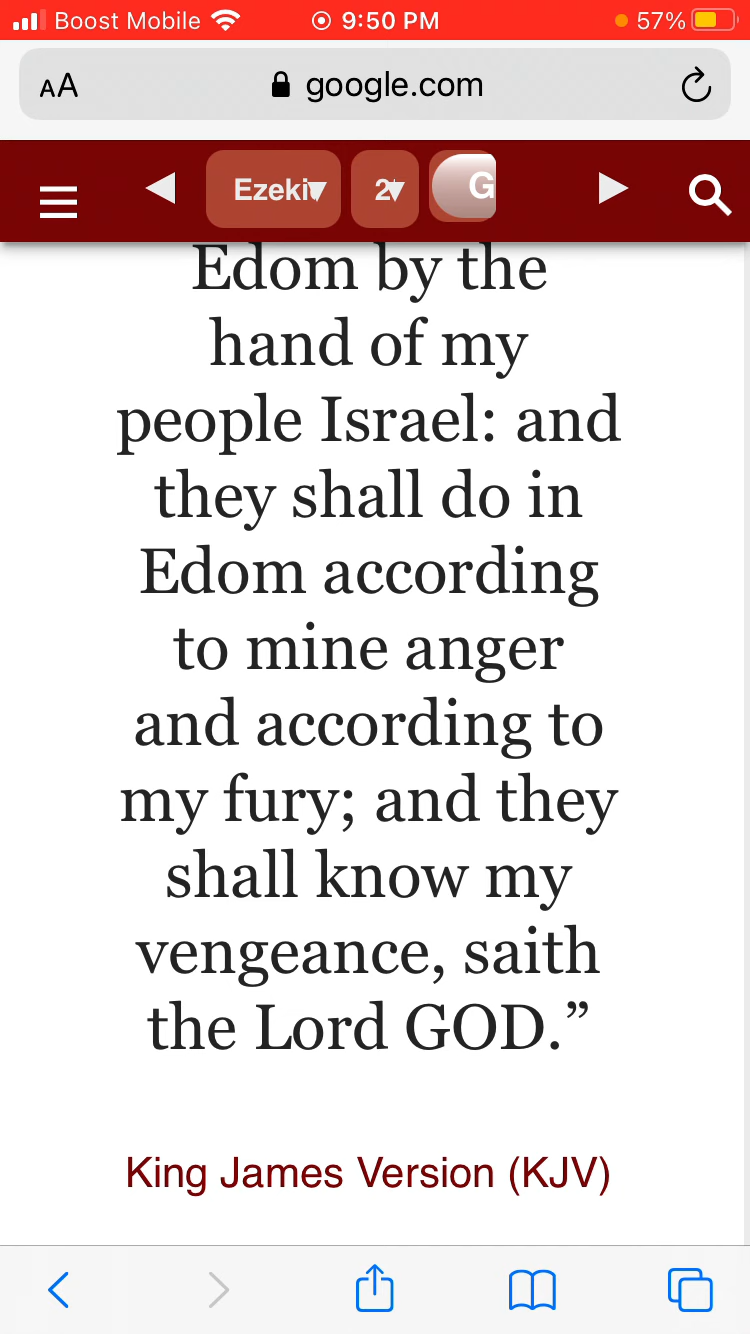 Boost Mobile 9:50 PM 57%
AA google.com
Ezeki 2 G
Edom by the
hand of my
people Israel: and
they shall do in
Edom according
to mine anger
and according to
my fury; and they
shall know my
vengeance, saith
the Lord GOD.”
King James Version (KJV)